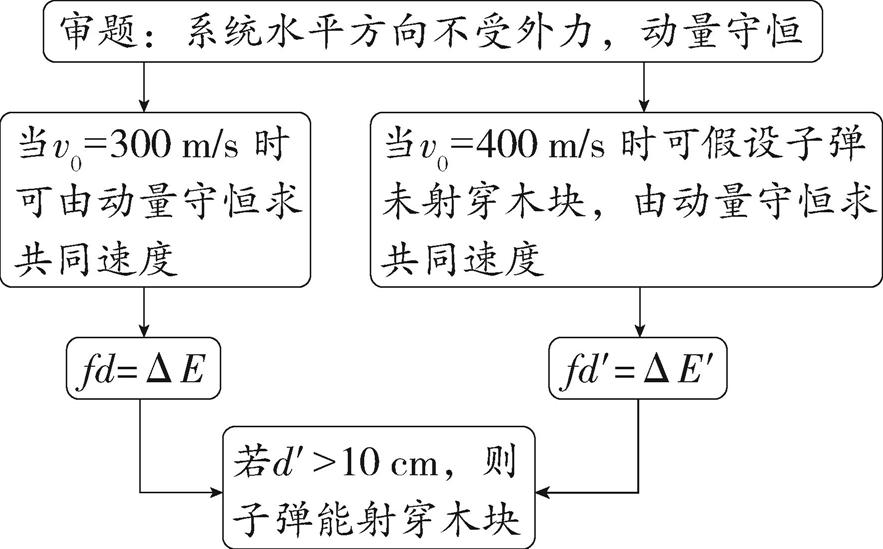 审题：系统水平方向不受外力，动量守恒
当v₀=300 m/s 时
可由动量守恒求
共同速度
当v₀=400 m/s 时可假设子弹
未射穿木块，由动量守恒求
共同速度
fd=ΔE
fd′=ΔE′
若d′>10 cm，则
子弹能射穿木块